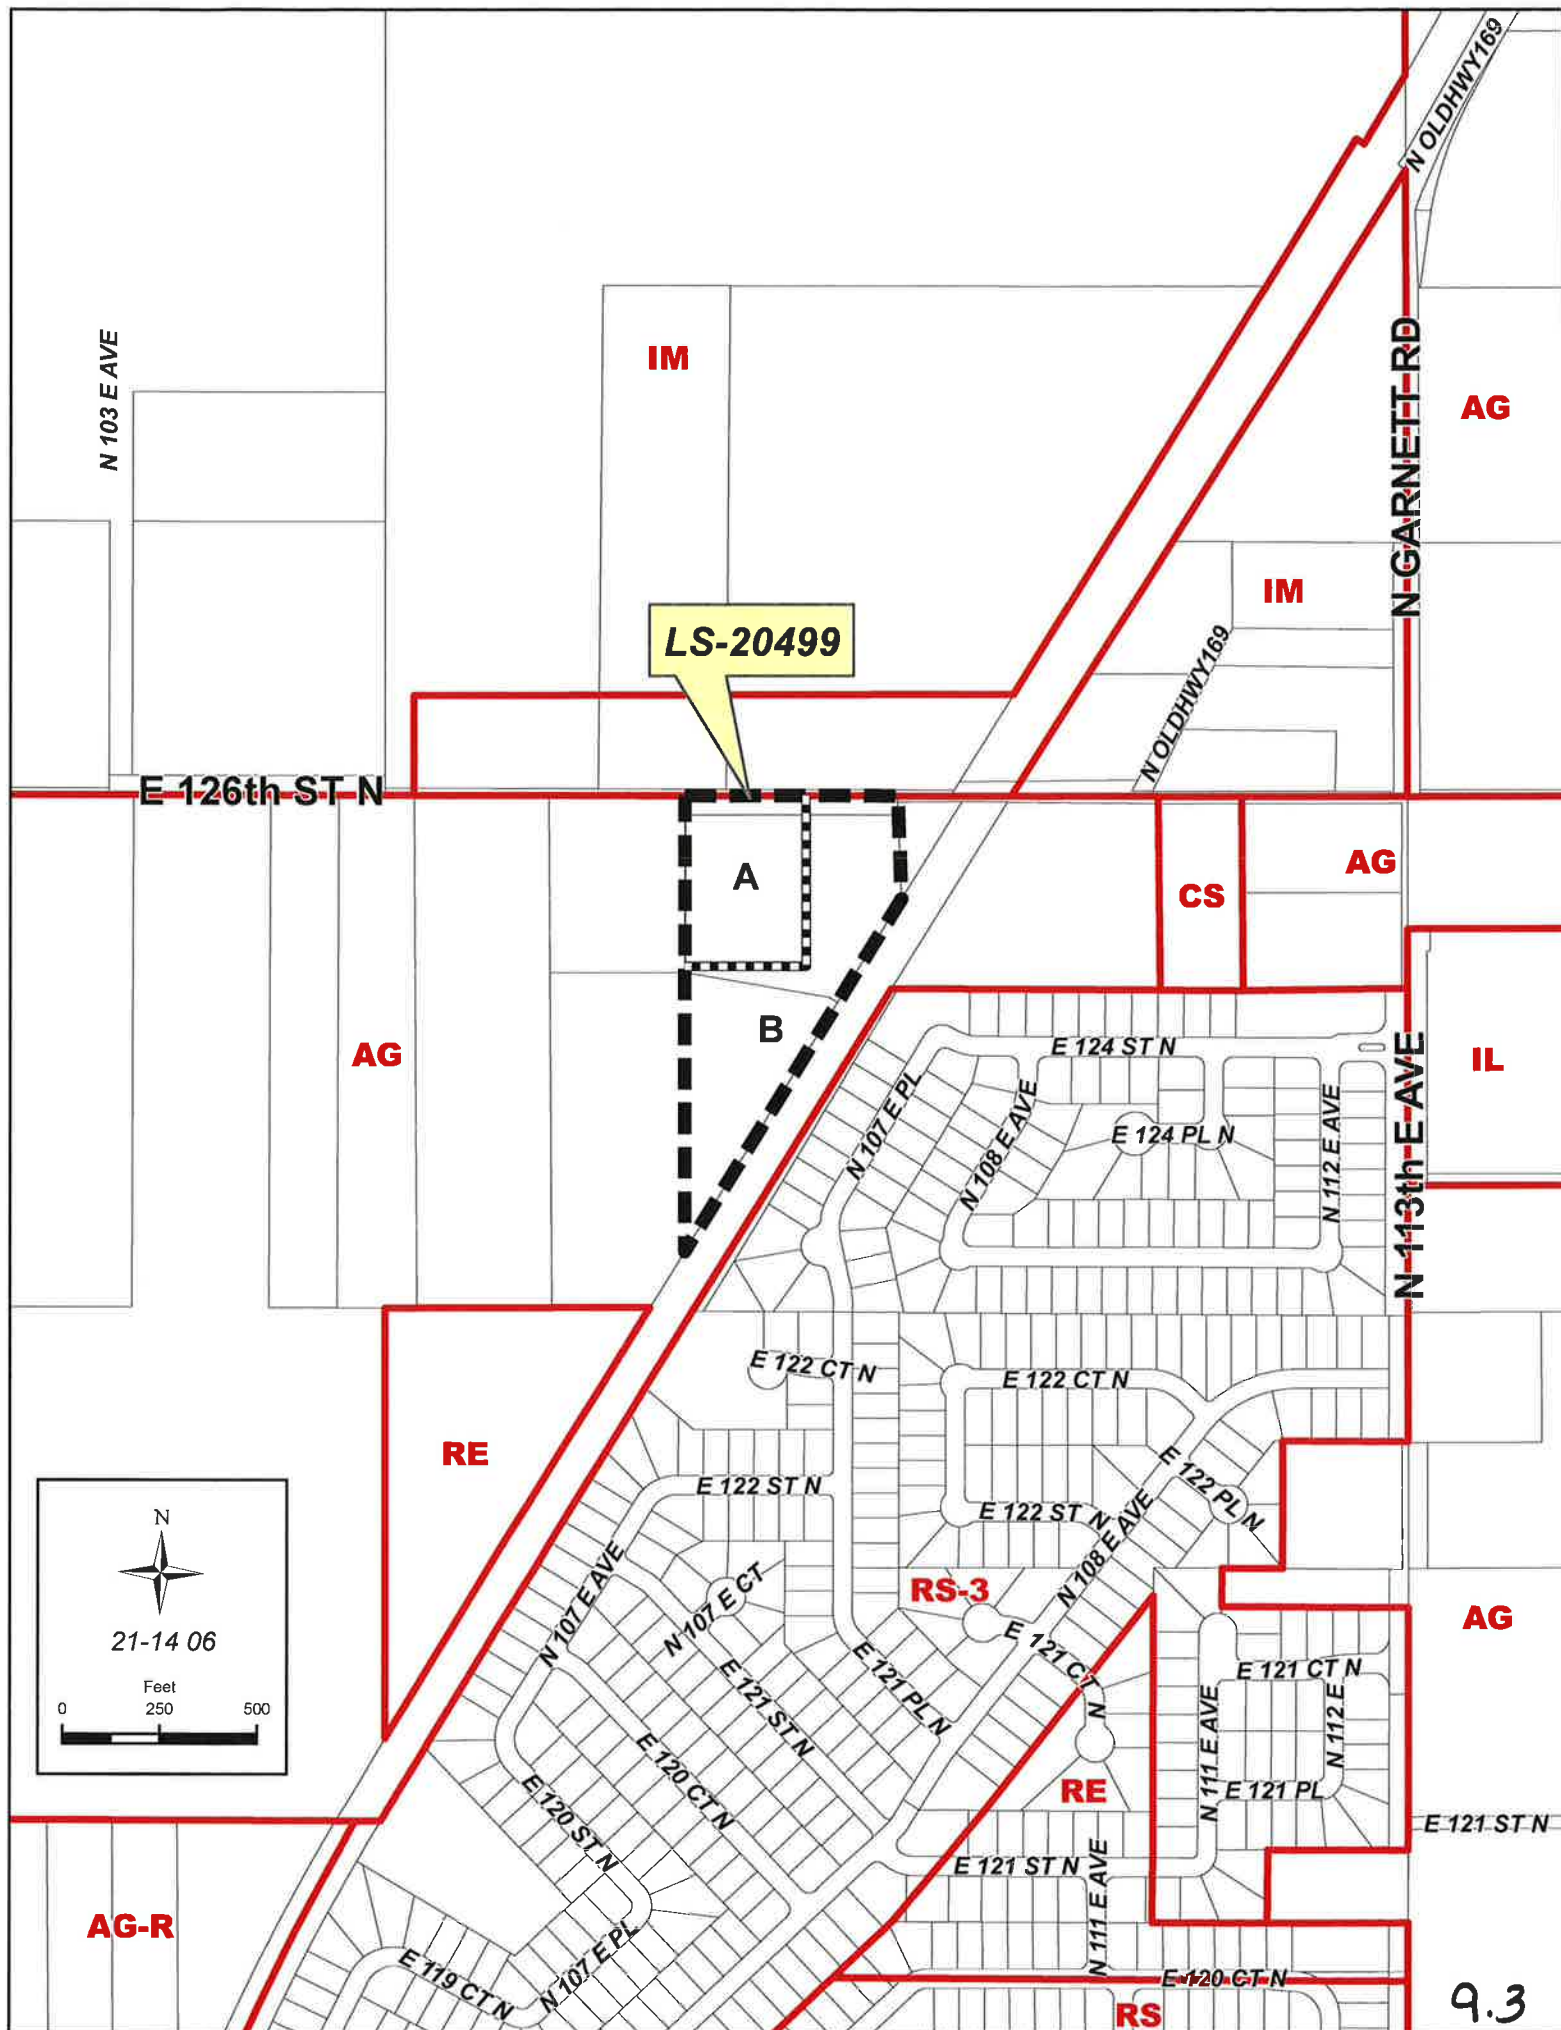 N OLDHWY169
N 103 E AVE
IM
N GARNETT RD
AG
IM
LS-20499
N OLDHWY169
E 126th ST N
A
CS
AG
B
AG
E 124 ST N
IL
N 107 E PL
N 108 E AVE
E 124 PL N
N 112 E AVE
N 113th E AVE
E 122 CT N
E 122 CT N
RE
E 122 ST N
E 122 PL N
E 122 ST N
N 108 E AVE
N
21-14 06
Feet
0 250 500
N 107 E AVE
N 107 E CT
RS-3
E 121 CT N
AG
E 121 ST N
E 121 PL N
E 121 CT N
N 111 E AVE
N 112 E
E 120 CT N
RE
E 121 PL
E 120 ST N
E 121 ST N
E 121 ST N
N 111 E AVE
AG-R
E 119 CT N
N 107 E PL
E 120 CT N
RS
9.3